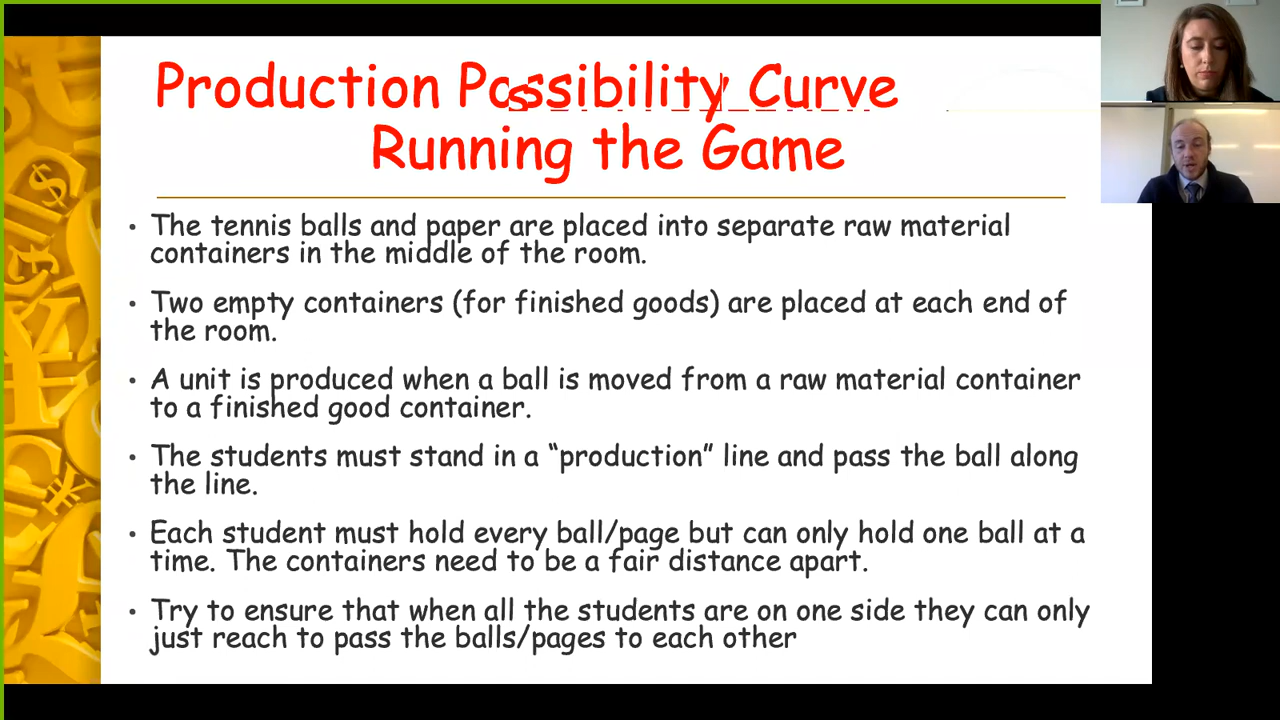 Production Possibility Curve
Running the Game
• The tennis balls and paper are placed into separate raw material
containers in the middle of the room.
• Two empty containers (for finished goods) are placed at each end of
the room.
• A unit is produced when a ball is moved from a raw material container
to a finished good container.
• The students must stand in a “production” line and pass the ball along
the line.
• Each student must hold every ball/page but can only hold one ball at a
time. The containers need to be a fair distance apart.
• Try to ensure that when all the students are on one side they can only
just reach to pass the balls/pages to each other